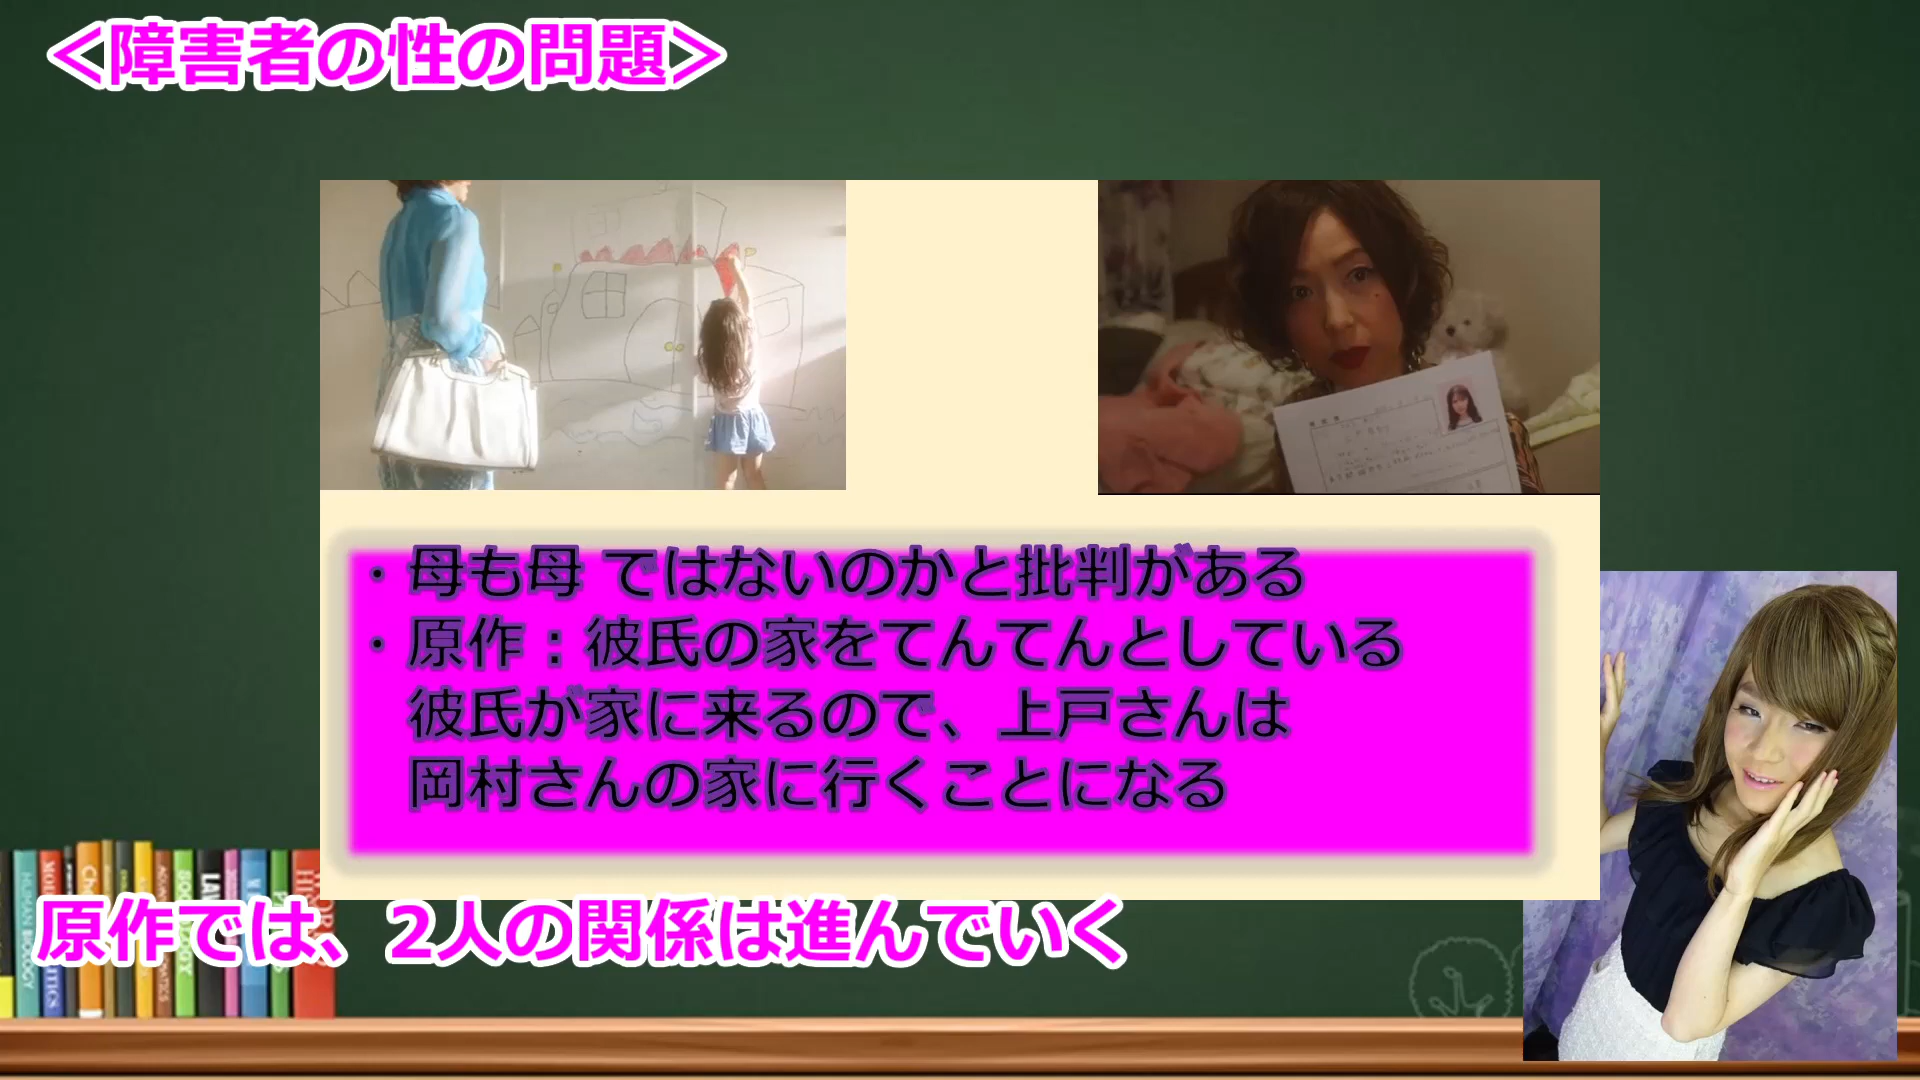 ＜障害者の性の問題＞
・母も母 ではないのかと批判がある
・原作：彼氏の家をてんてんとしている
彼氏が家に来るので、上戸さんは
岡村さんの家に行くことになる
原作では、2人の関係は進んでいく